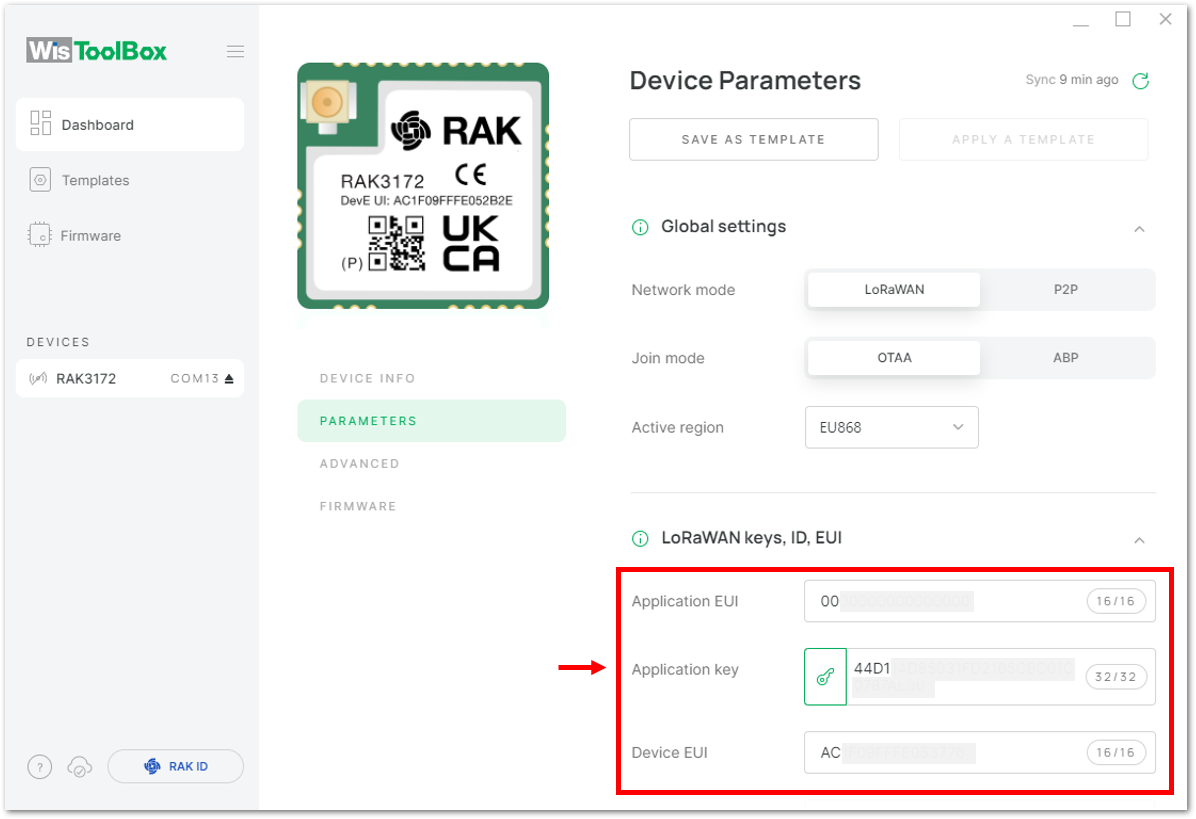 WisToolBox
Dashboard
Templates
Firmware
DEVICES
RAK3172 COM13
?
RAK ID
RAK
RAK3172 CE
DevE UI: AC1F09FFFE052B2E
UK
CA
(P)
DEVICE INFO
PARAMETERS
ADVANCED
FIRMWARE
Device Parameters
Sync 9 min ago
SAVE AS TEMPLATE
APPLY A TEMPLATE
Global settings
Network mode LoRaWAN P2P
Join mode OTAA ABP
Active region EU868
LoRaWAN keys, ID, EUI
Application EUI 00 16/16
Application key 44D1 32/32
Device EUI AC 16/16